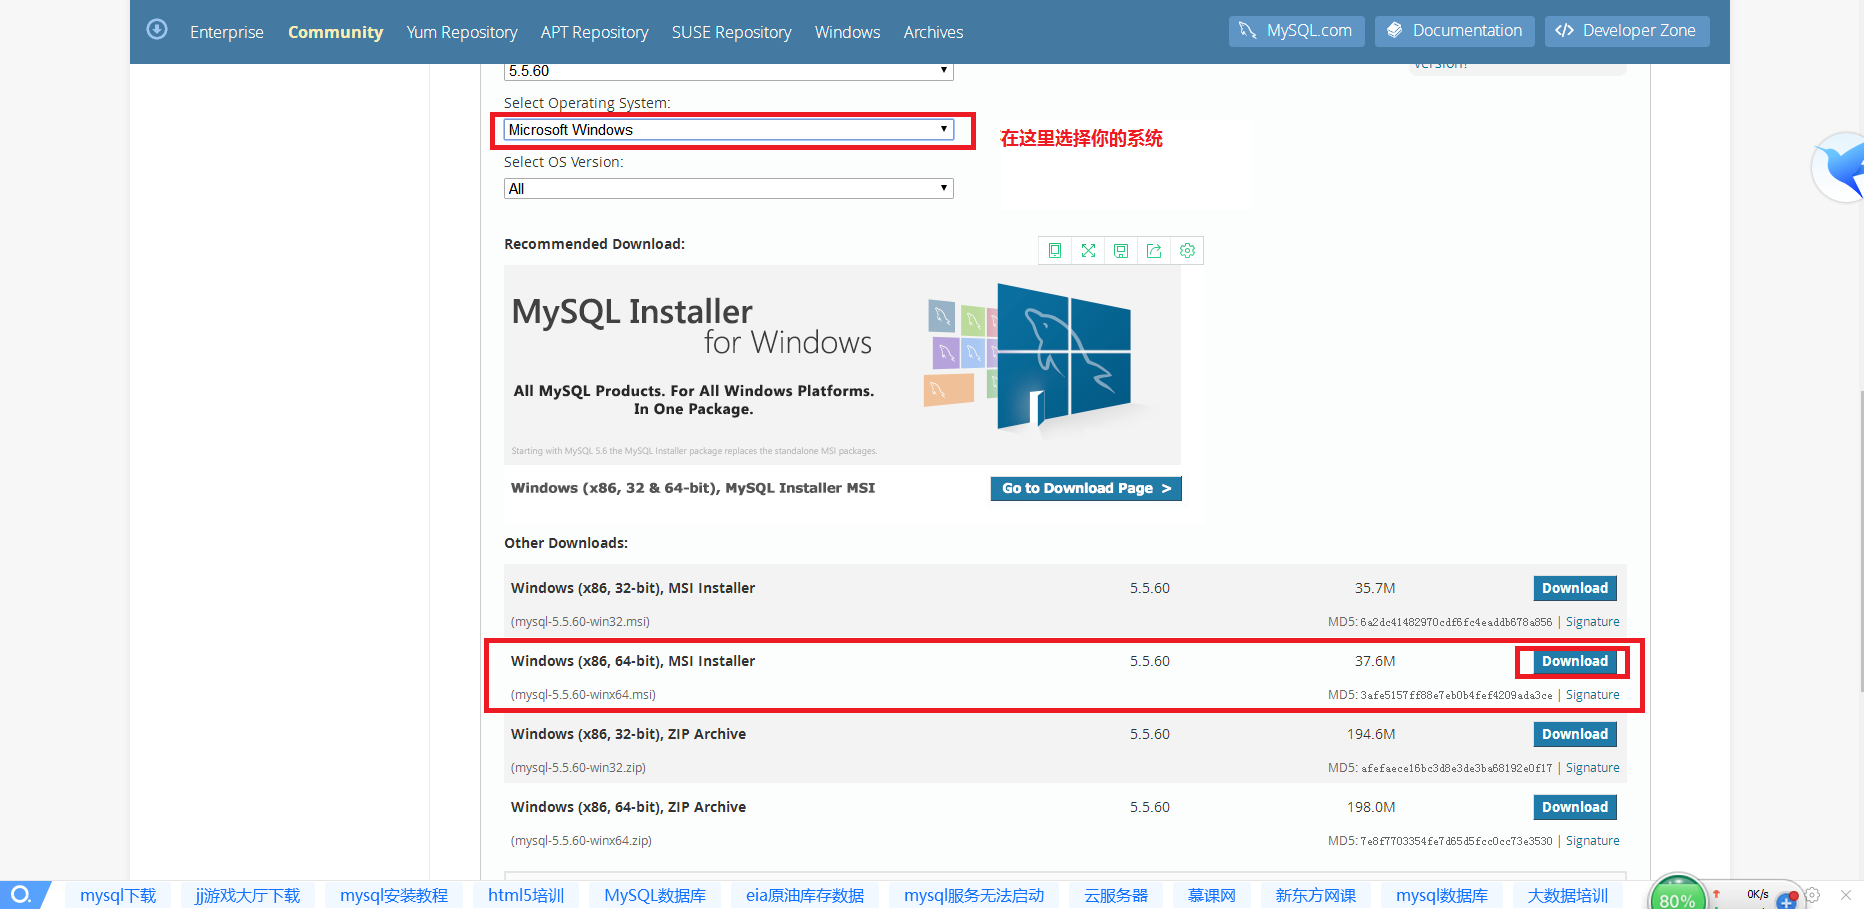 Enterprise Community Yum Repository APT Repository SUSE Repository Windows Archives MySQL.com Documentation Developer Zone
5.5.60
version?
Select Operating System:
Microsoft Windows
在这里选择你的系统
Select OS Version:
All
Recommended Download:
MySQL Installer
for Windows
All MySQL Products. For All Windows Platforms.
In One Package.
Starting with MySQL 5.6 the MySQL Installer package replaces the standalone MSI packages.
Windows (x86, 32 & 64-bit), MySQL Installer MSI Go to Download Page >
Other Downloads:
Windows (x86, 32-bit), MSI Installer 5.5.60 35.7M Download
(mysql-5.5.60-win32.msi) MD5: 6a2dc41482970cdf6fc4eaddb678a856 | Signature
Windows (x86, 64-bit), MSI Installer 5.5.60 37.6M Download
(mysql-5.5.60-winx64.msi) MD5: 3afe5157ff88e7eb0b4fef4209ada3ce | Signature
Windows (x86, 32-bit), ZIP Archive 5.5.60 194.6M Download
(mysql-5.5.60-win32.zip) MD5: afefaece16bc3d8e3de3ba68192e0f17 | Signature
Windows (x86, 64-bit), ZIP Archive 5.5.60 198.0M Download
(mysql-5.5.60-winx64.zip) MD5: 7e8f7703354fe7d65d5fcc0cc73e3530 | Signature
mysql下载 jj游戏大厅下载 mysql安装教程 html5培训 MySQL数据库 eia原油库存数据 mysql服务无法启动 云服务器 慕课网 新东方网课 mysql数据库 大数据培训 80% 0K/s